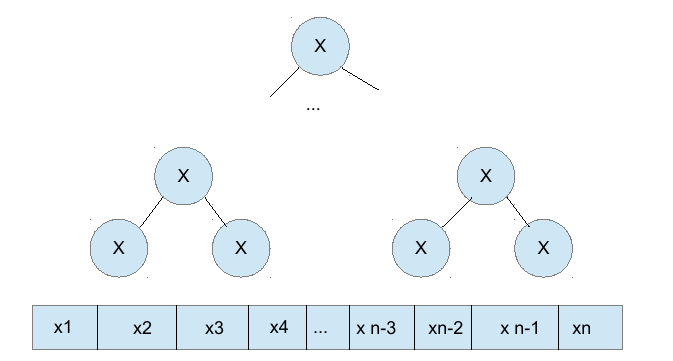 X
...
X X
X X X X
x1 x2 x3 x4 ... x n-3 xn-2 x n-1 xn